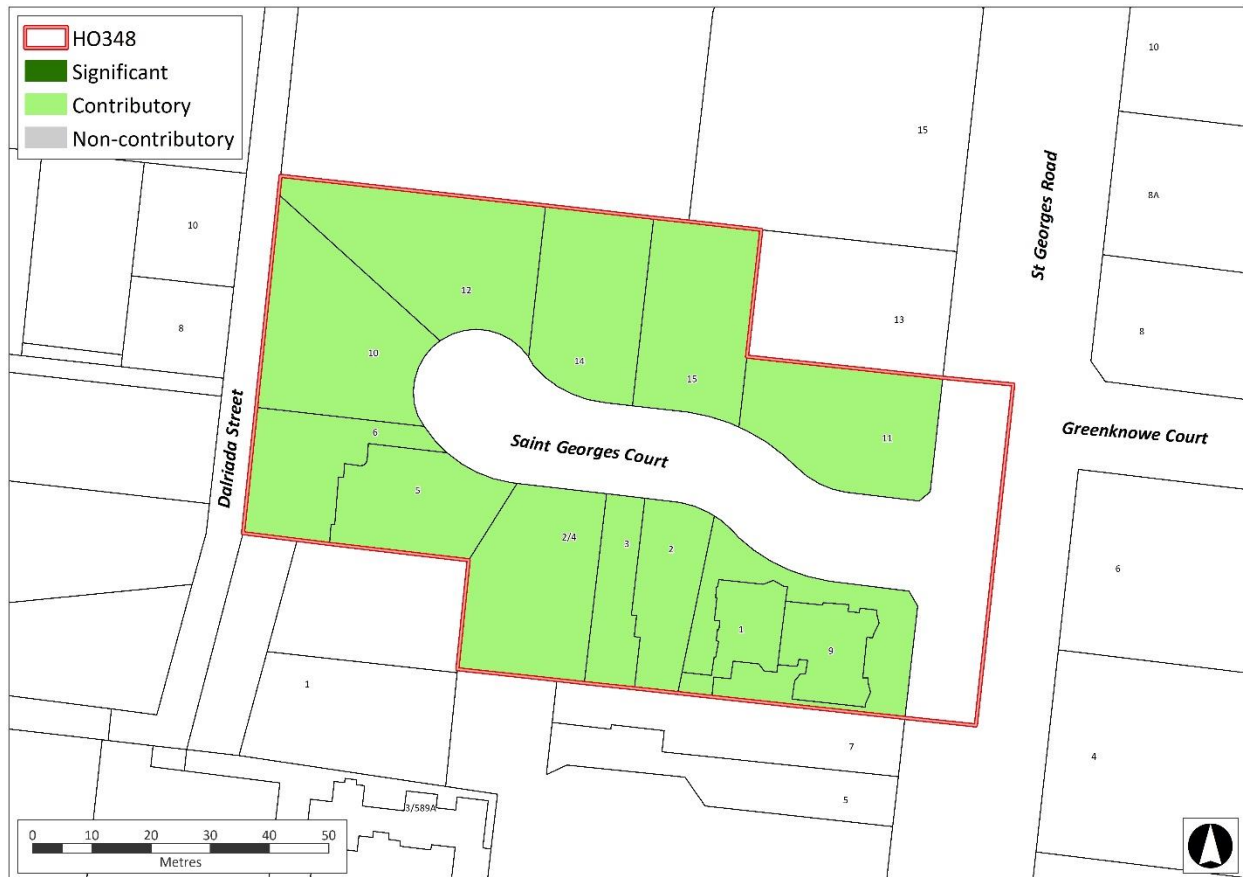 HO348
Significant
Contributory
Non-contributory
10
15
St Georges Road
8A
10
8
12
13
8
14
10
15
Dalriada Street
Saint Georges Court
11
Greenknowe Court
6
5
2/4
3
2
6
1
9
1
7
4
5
3/589A
0 10 20 30 40 50
Metres